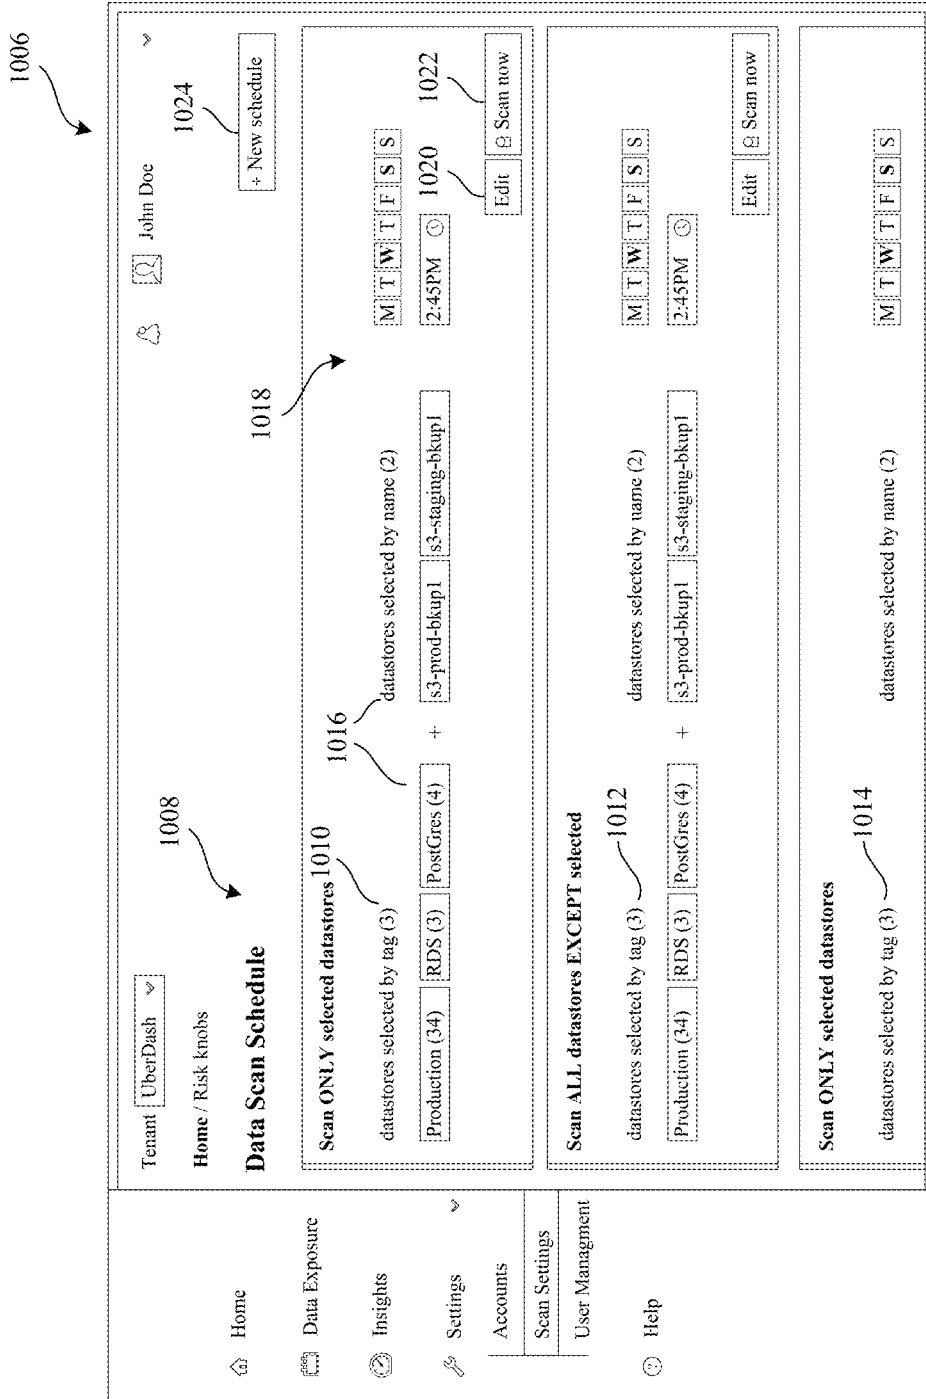 1006
Tenant UberDash John Doe
Home / Risk knobs
1008
1024
Data Scan Schedule
+ New schedule
Home
Data Exposure
Insights
Settings
Accounts
Scan Settings
User Managment
Help
Scan ONLY selected datastores
1010
1016
1018
datastores selected by tag (3)
datastores selected by name (2)
M T W T F S S
Production (34) RDS (3) PostGres (4) + s3-prod-bkup1 s3-staging-bkup1
2:45PM
1020
1022
Edit Scan now
Scan ALL datastores EXCEPT selected
datastores selected by tag (3) 1012
datastores selected by name (2)
M T W T F S S
Production (34) RDS (3) PostGres (4) + s3-prod-bkup1 s3-staging-bkup1
2:45PM
Edit Scan now
Scan ONLY selected datastores
datastores selected by tag (3) 1014
datastores selected by name (2)
M T W T F S S